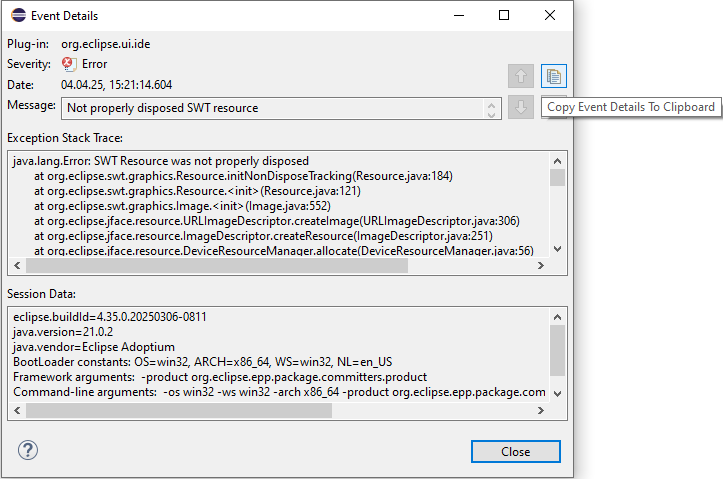 Event Details
Plug-in: org.eclipse.ui.ide
Severity: Error
Date: 04.04.25, 15:21:14.604
Message: Not properly disposed SWT resource
Copy Event Details To Clipboard
Exception Stack Trace:
java.lang.Error: SWT Resource was not properly disposed
at org.eclipse.swt.graphics.Resource.initNonDisposeTracking(Resource.java:184)
at org.eclipse.swt.graphics.Resource.<init>(Resource.java:121)
at org.eclipse.swt.graphics.Image.<init>(Image.java:552)
at org.eclipse.jface.resource.URLImageDescriptor.createImage(URLImageDescriptor.java:306)
at org.eclipse.jface.resource.ImageDescriptor.createResource(ImageDescriptor.java:251)
at org.eclipse.jface.resource.DeviceResourceManager.allocate(DeviceResourceManager.java:56)
Session Data:
eclipse.buildId=4.35.0.20250306-0811
java.version=21.0.2
java.vendor=Eclipse Adoptium
BootLoader constants: OS=win32, ARCH=x86_64, WS=win32, NL=en_US
Framework arguments:  -product org.eclipse.epp.package.committers.product
Command-line arguments:  -os win32 -ws win32 -arch x86_64 -product org.eclipse.epp.package.com
?
Close